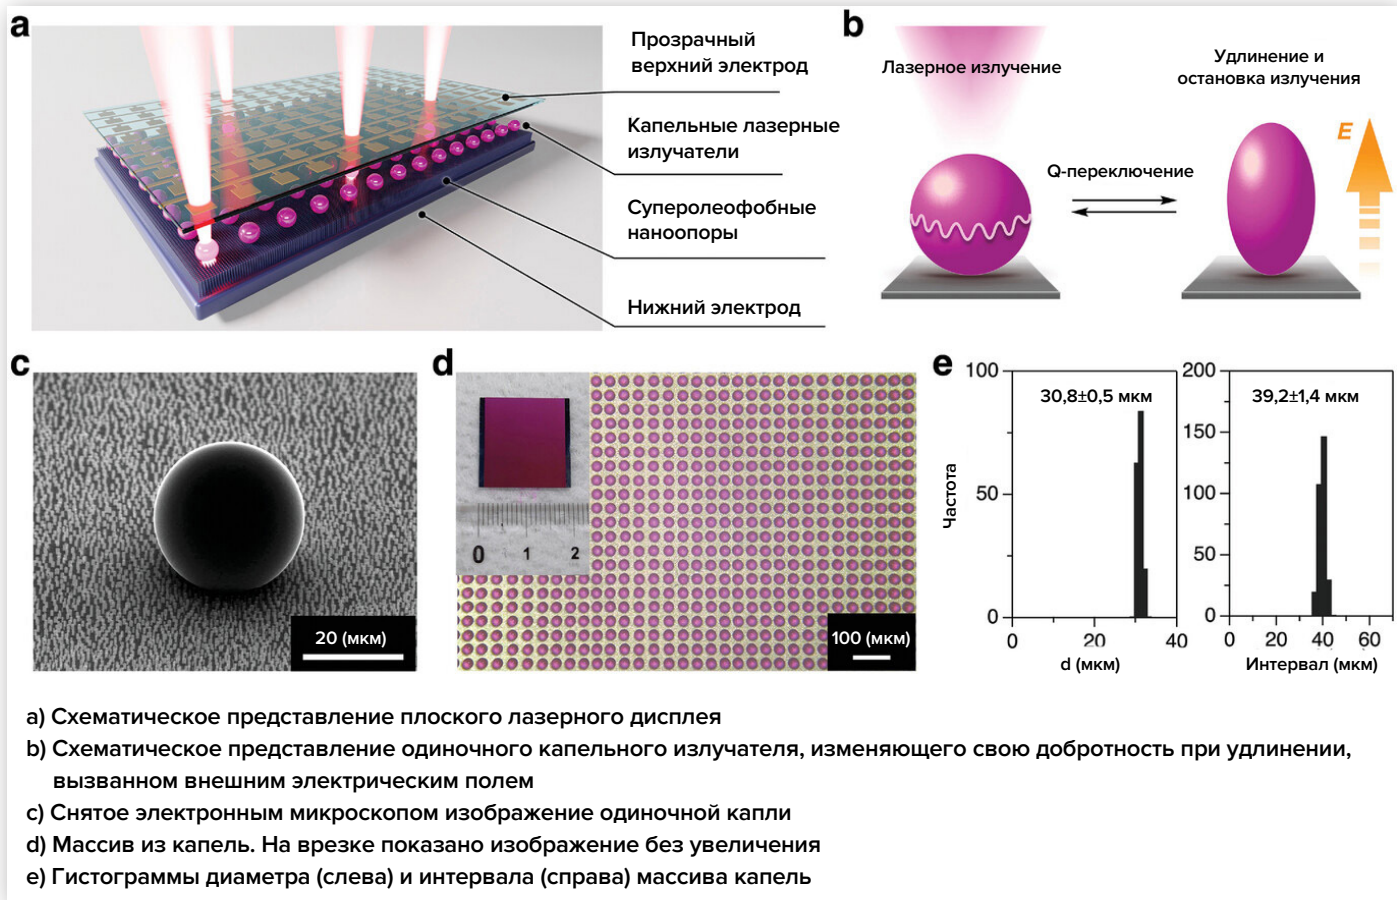 a
Прозрачный
верхний электрод
Капельные лазерные
излучатели
Суперолеофобные
наноопоры
Нижний электрод
b
Лазерное излучение
Удлинение и
остановка излучения
Q-переключение
E
c
20 (мкм)
d
0 1 2
100 (мкм)
e
100
50
0
Частота
30,8±0,5 мкм
0 20 40
d (мкм)
200
150
100
50
0
39,2±1,4 мкм
0 20 40 60
Интервал (мкм)
a) Схематическое представление плоского лазерного дисплея
b) Схематическое представление одиночного капельного излучателя, изменяющего свою добротность при удлинении,
вызванном внешним электрическим полем
c) Снятое электронным микроскопом изображение одиночной капли
d) Массив из капель. На врезке показано изображение без увеличения
e) Гистограммы диаметра (слева) и интервала (справа) массива капель